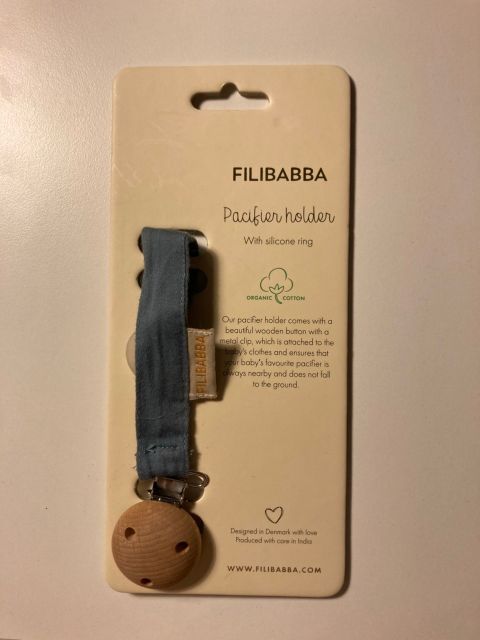 FILIBABBA
Pacifier holder
With silicone ring
ORGANIC COTTON
Our pacifier holder comes with a
beautiful wooden button with a
metal clip, which is attached to the
baby's clothes and ensures that
your baby's favourite pacifier is
always nearby and does not fall
to the ground.
FILIBABBA
Designed in Denmark with love
Produced with care in India
WWW.FILIBABBA.COM